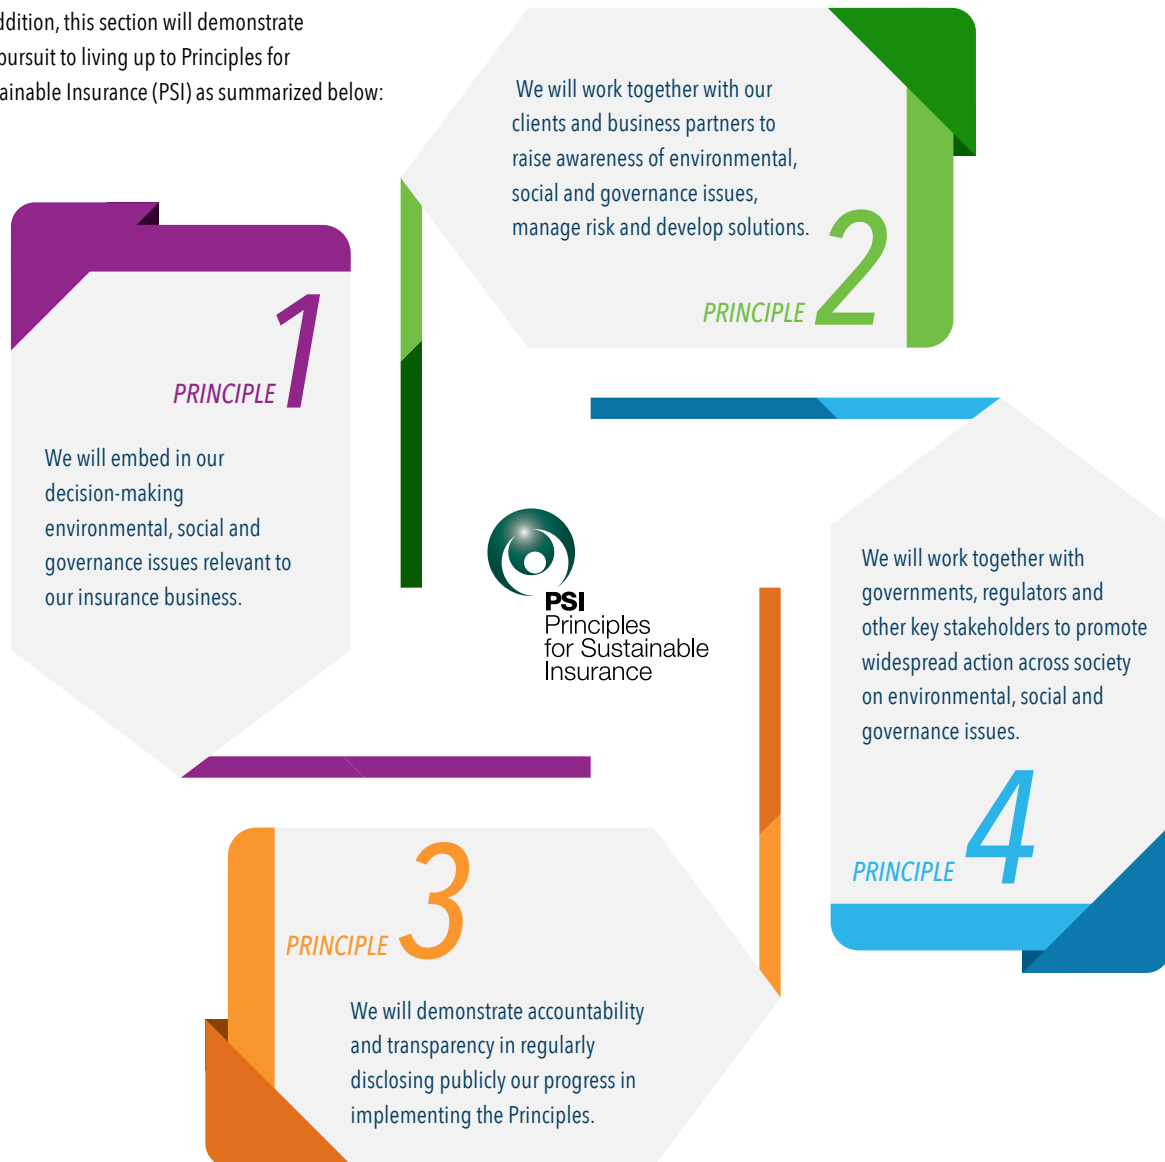 ddition, this section will demonstrate
pursuit to living up to Principles for
ainable Insurance (PSI) as summarized below:
PRINCIPLE 1
We will embed in our
decision-making
environmental, social and
governance issues relevant to
our insurance business.
We will work together with our
clients and business partners to
raise awareness of environmental,
social and governance issues,
manage risk and develop solutions.
PRINCIPLE 2
PSI
Principles
for Sustainable
Insurance
PRINCIPLE 3
We will demonstrate accountability
and transparency in regularly
disclosing publicly our progress in
implementing the Principles.
We will work together with
governments, regulators and
other key stakeholders to promote
widespread action across society
on environmental, social and
governance issues.
PRINCIPLE 4